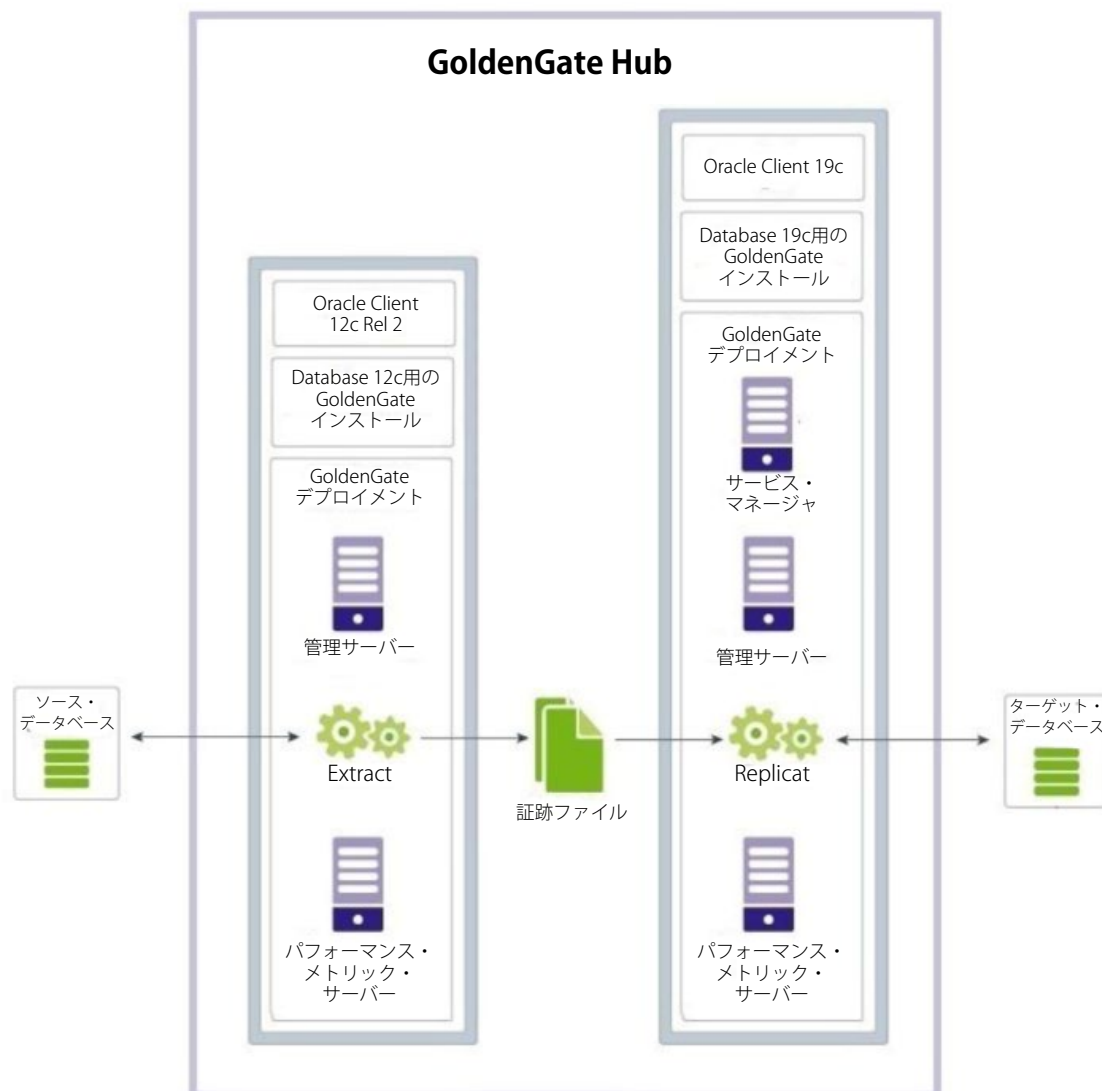 GoldenGate Hub
Oracle Client
12c Rel 2
Database 12c用の
GoldenGate
インストール
GoldenGate
デプロイメント
管理サーバー
Extract
パフォーマンス・
メトリック・
サーバー
Oracle Client 19c
Database 19c用の
GoldenGate
インストール
GoldenGate
デプロイメント
サービス・
マネージャ
管理サーバー
Replicat
パフォーマンス・
メトリック・
サーバー
ソース・
データベース
証跡ファイル
ターゲット・
データベース